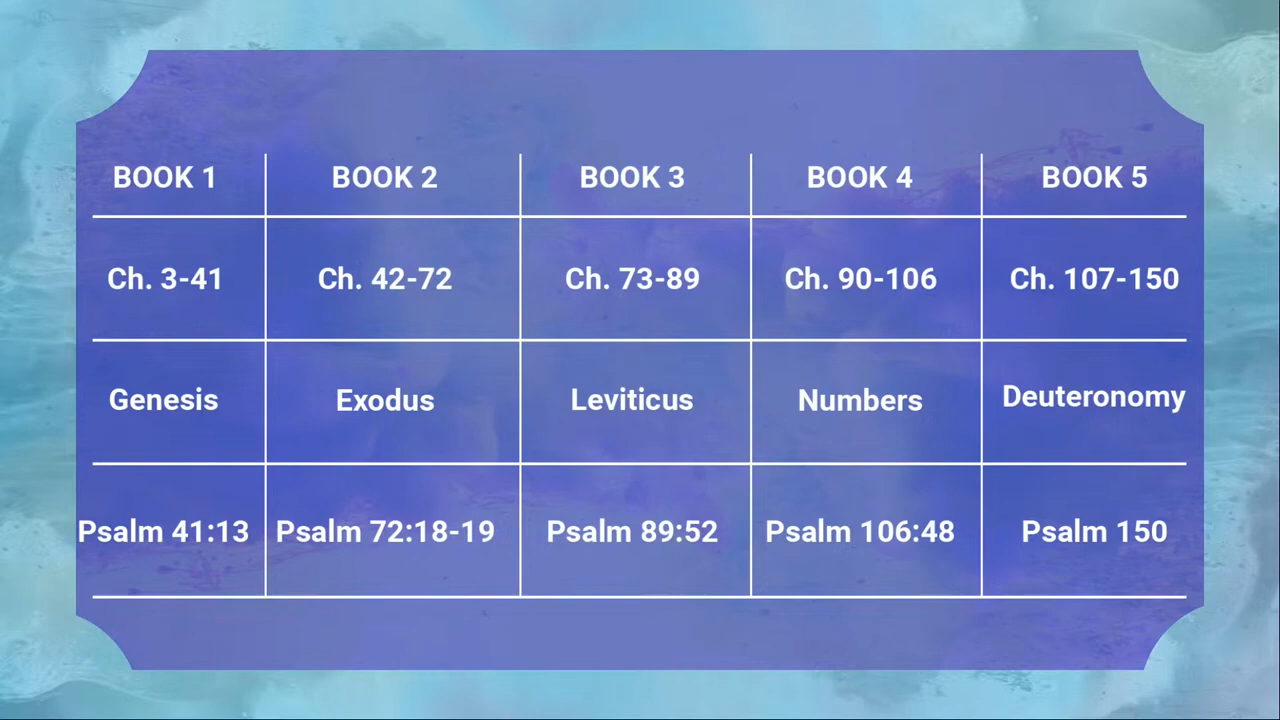 BOOK 1 BOOK 2 BOOK 3 BOOK 4 BOOK 5
Ch. 3-41 Ch. 42-72 Ch. 73-89 Ch. 90-106 Ch. 107-150
Genesis Exodus Leviticus Numbers Deuteronomy
Psalm 41:13 Psalm 72:18-19 Psalm 89:52 Psalm 106:48 Psalm 150